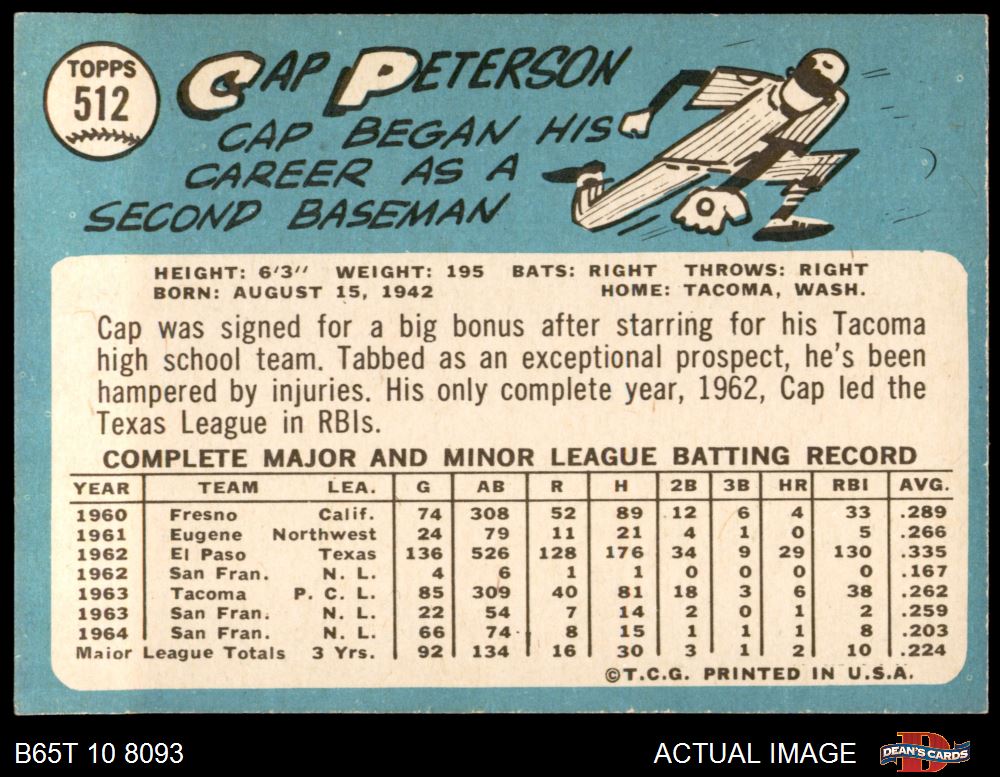 TOPPS
512
CAP PETERSON
CAP BEGAN HIS
CAREER AS A
SECOND BASEMAN
HEIGHT: 6'3" WEIGHT: 195 BATS: RIGHT THROWS: RIGHT
BORN: AUGUST 15, 1942 HOME: TACOMA, WASH.
Cap was signed for a big bonus after starring for his Tacoma
high school team. Tabbed as an exceptional prospect, he's been
hampered by injuries. His only complete year, 1962, Cap led the
Texas League in RBIs.
COMPLETE MAJOR AND MINOR LEAGUE BATTING RECORD
YEAR TEAM LEA. G AB R H 2B 3B HR RBI AVG.
1960 Fresno Calif. 74 308 52 89 12 6 4 33 .289
1961 Eugene Northwest 24 79 11 21 4 1 0 5 .266
1962 El Paso Texas 136 526 128 176 34 9 29 130 .335
1962 San Fran. N. L. 4 6 1 1 0 0 0 0 .167
1963 Tacoma P. C. L. 85 309 40 81 18 3 6 38 .262
1963 San Fran. N. L. 22 54 7 14 2 0 1 2 .259
1964 San Fran. N. L. 66 74 8 15 1 1 1 8 .203
Major League Totals 3 Yrs. 92 134 16 30 3 1 2 10 .224
©T.C.G. PRINTED IN U.S.A.
B65T 10 8093
ACTUAL IMAGE
D
DEAN'S CARDS